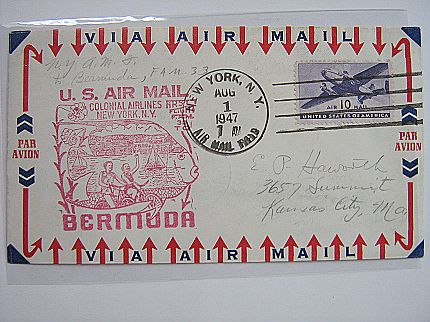 VIA AIR MAIL
N.Y. A.M.F.
to Bermuda, FAM 33
U.S. AIR MAIL
COLONIAL AIRLINES FIRST
NEW YORK, N.Y.
BERMUDA
NEW YORK, N.Y.
AUG
1
1947
AIR MAIL FIELD
AIR 10 MAIL
UNITED STATES OF AMERICA
PAR
AVION
PAR
AVION
E. P. Haworth
3657 Summit
Kansas City, Mo
VIA AIR MAIL